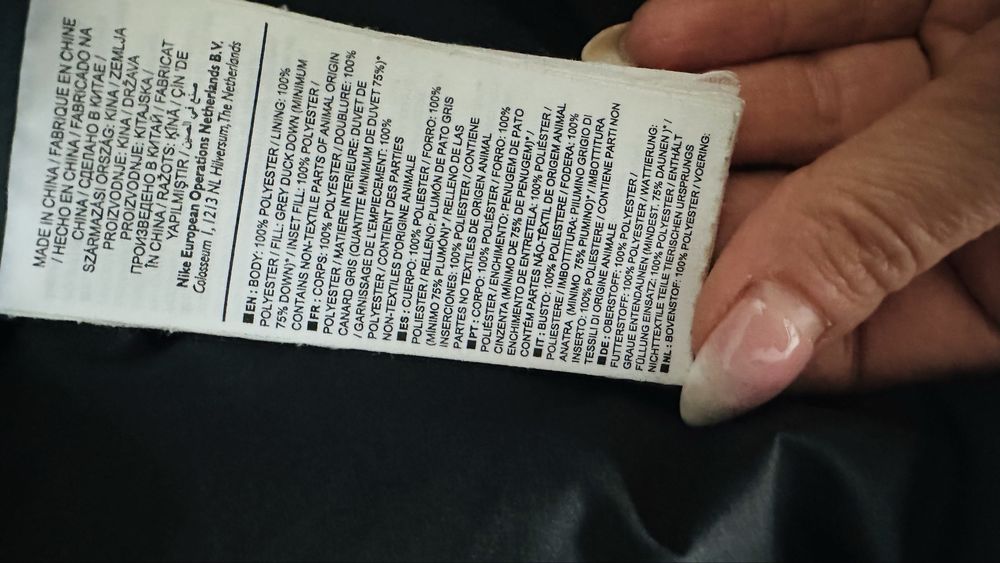 MADE IN CHINA / FABRIQUE EN CHINE
/ HECHO EN CHINA / FABRICADO NA
CHINA / СДЕЛАНО В КИТАЕ /
SZÁRMAZÁSI ORSZÁG: KÍNA / ZEMLJA
PROIZVODNJE: KINA / DRŽAVA
PROIZVODNJE: KITAJSKA /
ПРОИЗВЕДЕНО В КИТАЙ / FABRICAT
ÎN CHINA / RAŽOTS: ĶĪNĀ / ÇİN DE
YAPILMIŞTIR / صنع في الصين
Nike European Operations Netherlands B.V.
Colosseum 1, 1213 NL Hilversum, The Netherlands
■ EN : BODY: 100% POLYESTER / LINING: 100%
POLYESTER / FILL: GREY DUCK DOWN (MINIMUM
75% DOWN)* / INSERT FILL: 100% POLYESTER /
CONTAINS NON-TEXTILE PARTS OF ANIMAL ORIGIN
■ FR : CORPS: 100% POLYESTER / DOUBLURE: 100%
POLYESTER / MATIERE INTERIEURE: DUVET DE
CANARD GRIS (QUANTITE MINIMUM DE DUVET 75%)*
/ GARNISSAGE DE L'EMPIECEMENT: 100%
POLYESTER / CONTIENT DES PARTIES
NON-TEXTILES D'ORIGINE ANIMALE
■ ES : CUERPO: 100% POLIESTER / FORRO: 100%
POLIÉSTER / RELLENO: PLUMÓN DE PATO GRIS
(MÍNIMO 75% PLUMÓN)* / RELLENO DE LAS
INSERCIONES: 100% POLIESTER / CONTIENE
PARTES NO TEXTILES DE ORIGEN ANIMAL
■ PT : CORPO: 100% POLIÉSTER / FORRO: 100%
POLIÉSTER / ENCHIMENTO: PENUGEM DE PATO
CINZENTA (MÍNIMO DE 75% DE PENUGEM)* /
ENCHIMENTO DE ENTRETELA: 100% POLIÉSTER /
CONTÉM PARTES NÃO-TÊXTIL DE ORIGEM ANIMAL
■ IT : BUSTO: 100% POLIESTERE / FODERA: 100%
POLIESTERE / IMBOTTITURA: PIUMINO GRIGIO DI
ANATRA (MINIMO, 75% PIUMINO)* / IMBOTTITURA
INSERTO: 100% POLIESTERE / CONTIENE PARTI NON
TESSILI DI ORIGINE ANIMALE
■ DE : OBERSTOFF: 100% POLYESTER /
FUTTERSTOFF: 100% POLYESTER / WATTIERUNG:
GRAUE ENTENDAUNEN (MINDEST. 75% DAUNEN )* /
FÜLLUNG EINSATZ: 100% POLYESTER / ENTHÄLT
NICHTTEXTILE TEILE TIERISCHEN URSPRUNGS
■ NL : BOVENSTOF: 100% POLYESTER / VOERING: